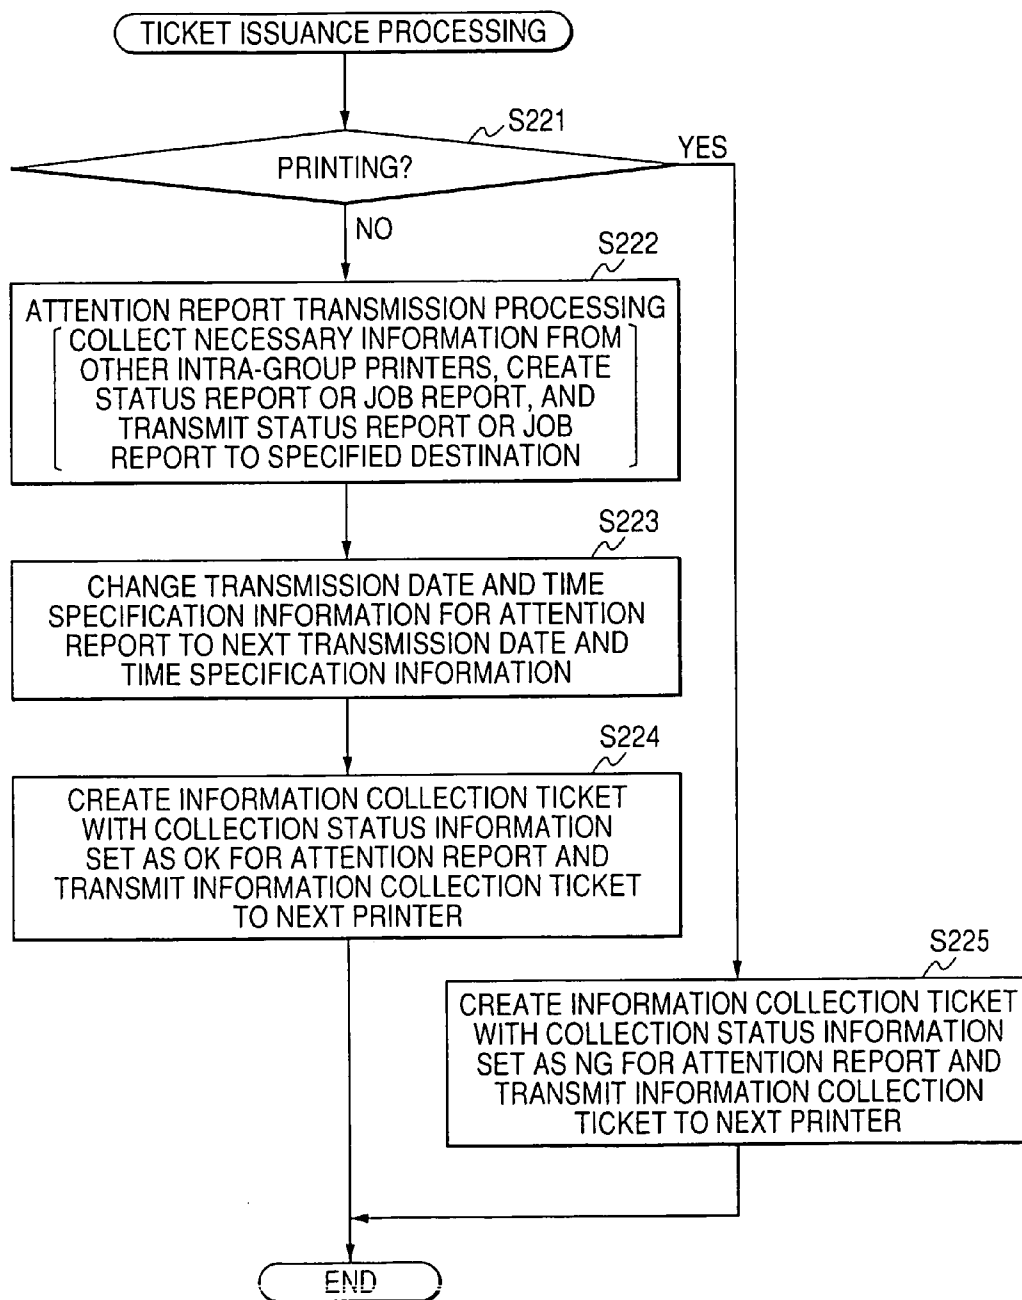 TICKET ISSUANCE PROCESSING
S221
PRINTING?
YES
NO
S222
ATTENTION REPORT TRANSMISSION PROCESSING
COLLECT NECESSARY INFORMATION FROM
OTHER INTRA-GROUP PRINTERS, CREATE
STATUS REPORT OR JOB REPORT, AND
TRANSMIT STATUS REPORT OR JOB
REPORT TO SPECIFIED DESTINATION
S223
CHANGE TRANSMISSION DATE AND TIME
SPECIFICATION INFORMATION FOR ATTENTION
REPORT TO NEXT TRANSMISSION DATE AND
TIME SPECIFICATION INFORMATION
S224
CREATE INFORMATION COLLECTION TICKET
WITH COLLECTION STATUS INFORMATION
SET AS OK FOR ATTENTION REPORT AND
TRANSMIT INFORMATION COLLECTION TICKET
TO NEXT PRINTER
S225
CREATE INFORMATION COLLECTION TICKET
WITH COLLECTION STATUS INFORMATION
SET AS NG FOR ATTENTION REPORT AND
TRANSMIT INFORMATION COLLECTION
TICKET TO NEXT PRINTER
END